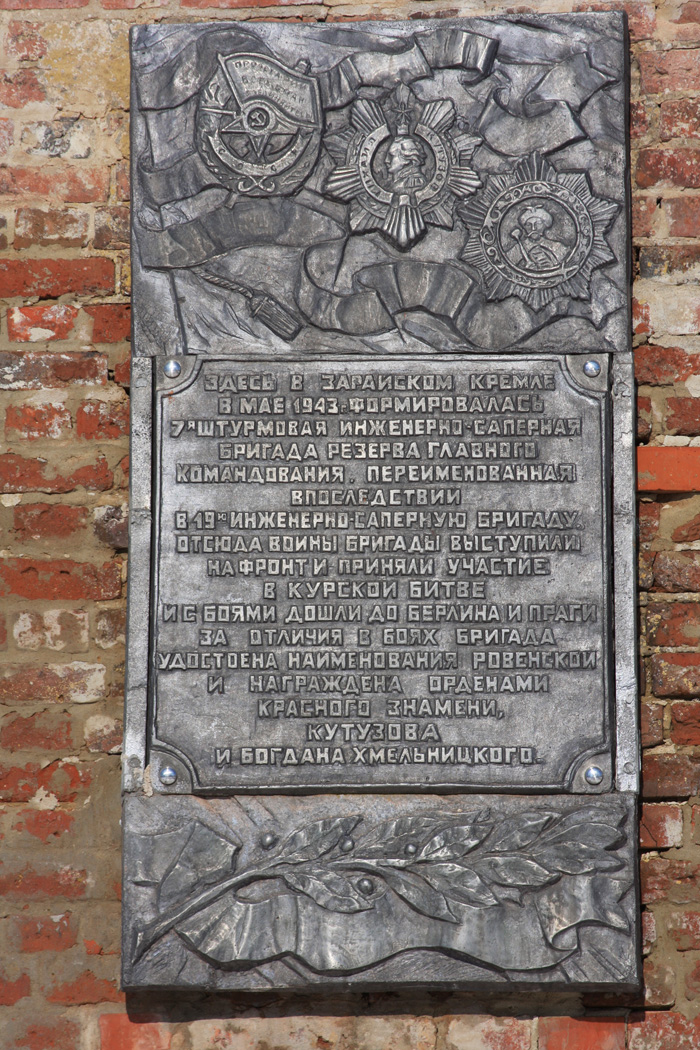 ЗДЕСЬ В ЗАРАЙСКОМ КРЕМЛЕ
В МАЕ 1943г. ФОРМИРОВАЛАСЬ
7я ШТУРМОВАЯ ИНЖЕНЕРНО-САПЕРНАЯ
БРИГАДА РЕЗЕРВА ГЛАВНОГО
КОМАНДОВАНИЯ, ПЕРЕИМЕНОВАННАЯ
ВПОСЛЕДСТВИИ
В 19ю ИНЖЕНЕРНО-САПЕРНУЮ БРИГАДУ.
ОТСЮДА ВОИНЫ БРИГАДЫ ВЫСТУПИЛИ
НА ФРОНТ И ПРИНЯЛИ УЧАСТИЕ
В КУРСКОЙ БИТВЕ
И С БОЯМИ ДОШЛИ ДО БЕРЛИНА И ПРАГИ
ЗА ОТЛИЧИЯ В БОЯХ БРИГАДА
УДОСТОЕНА НАИМЕНОВАНИЯ РОВЕНСКОЙ
И НАГРАЖДЕНА ОРДЕНАМИ
КРАСНОГО ЗНАМЕНИ,
КУТУЗОВА
И БОГДАНА ХМЕЛЬНИЦКОГО.